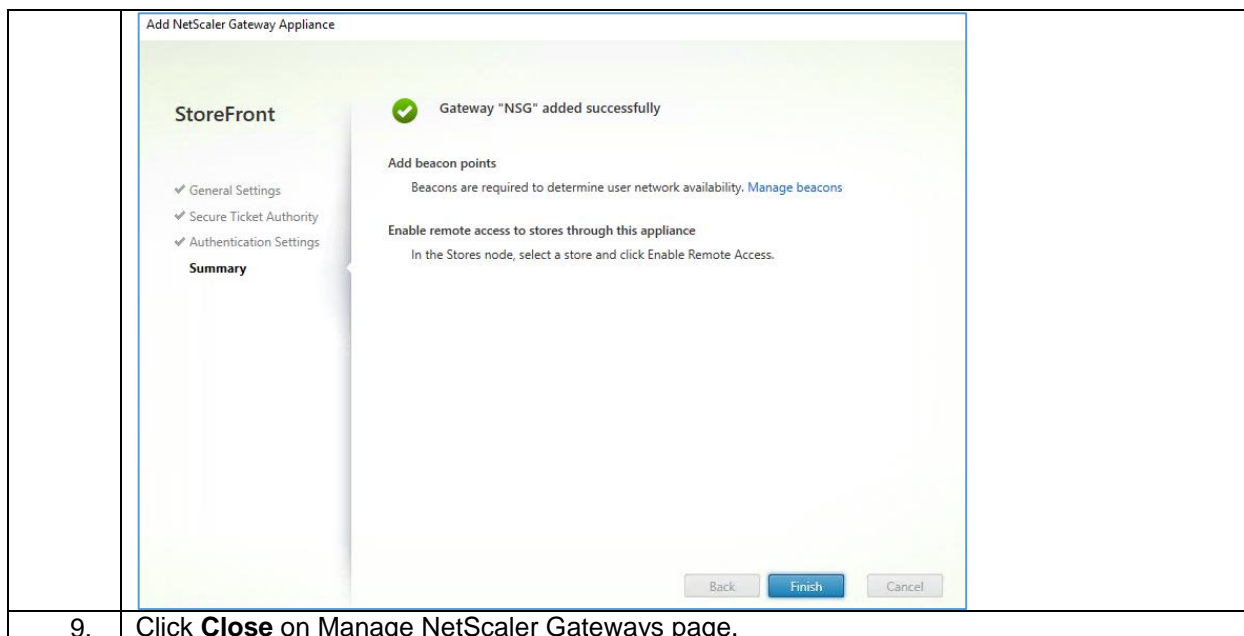 Add NetScaler Gateway Appliance
StoreFront
✔ General Settings
✔ Secure Ticket Authority
✔ Authentication Settings
Summary
Gateway "NSG" added successfully
Add beacon points
Beacons are required to determine user network availability. Manage beacons
Enable remote access to stores through this appliance
In the Stores node, select a store and click Enable Remote Access.
Back Finish Cancel
9. Click Close on Manage NetScaler Gateways page.